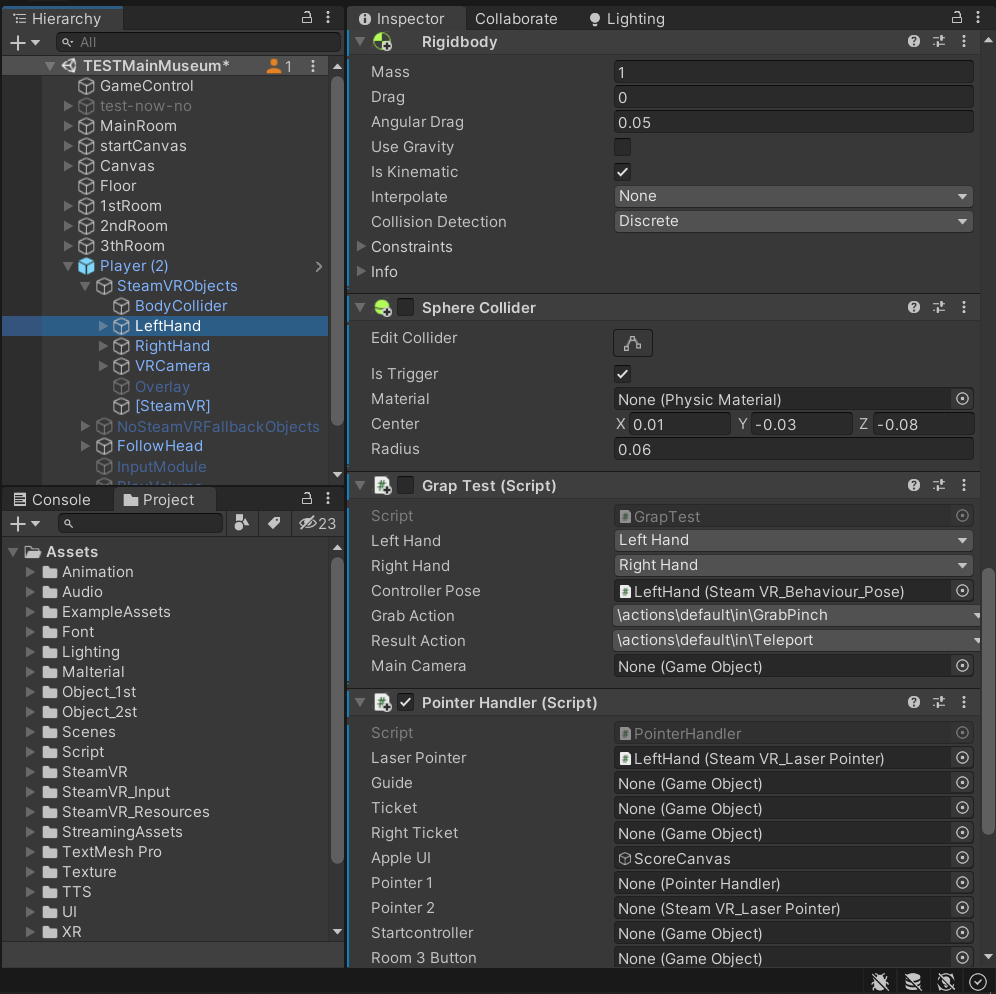 Hierarchy
All
TESTMainMuseum*
1
GameControl
test-now-no
MainRoom
startCanvas
Canvas
Floor
1stRoom
2ndRoom
3thRoom
Player (2)
SteamVRObjects
BodyCollider
LeftHand
RightHand
VRCamera
Overlay
[SteamVR]
NoSteamVRFallbackObjects
FollowHead
InputModule
Console
Project
23
Assets
Animation
Audio
ExampleAssets
Font
Lighting
Malterial
Object_1st
Object_2st
Scenes
Script
SteamVR
SteamVR_Input
SteamVR_Resources
StreamingAssets
TextMesh Pro
Texture
TTS
UI
XR
Inspector
Collaborate
Lighting
Rigidbody
Mass 1
Drag 0
Angular Drag 0.05
Use Gravity
Is Kinematic
Interpolate None
Collision Detection Discrete
Constraints
Info
Sphere Collider
Edit Collider
Is Trigger
Material None (Physic Material)
Center X 0.01 Y -0.03 Z -0.08
Radius 0.06
Grap Test (Script)
Script GrapTest
Left Hand Left Hand
Right Hand Right Hand
Controller Pose LeftHand (Steam VR_Behaviour_Pose)
Grab Action \actions\default\in\GrabPinch
Result Action \actions\default\in\Teleport
Main Camera None (Game Object)
Pointer Handler (Script)
Script PointerHandler
Laser Pointer LeftHand (Steam VR_Laser Pointer)
Guide None (Game Object)
Ticket None (Game Object)
Right Ticket None (Game Object)
Apple UI ScoreCanvas
Pointer 1 None (Pointer Handler)
Pointer 2 None (Steam VR_Laser Pointer)
Startcontroller None (Game Object)
Room 3 Button None (Game Object)